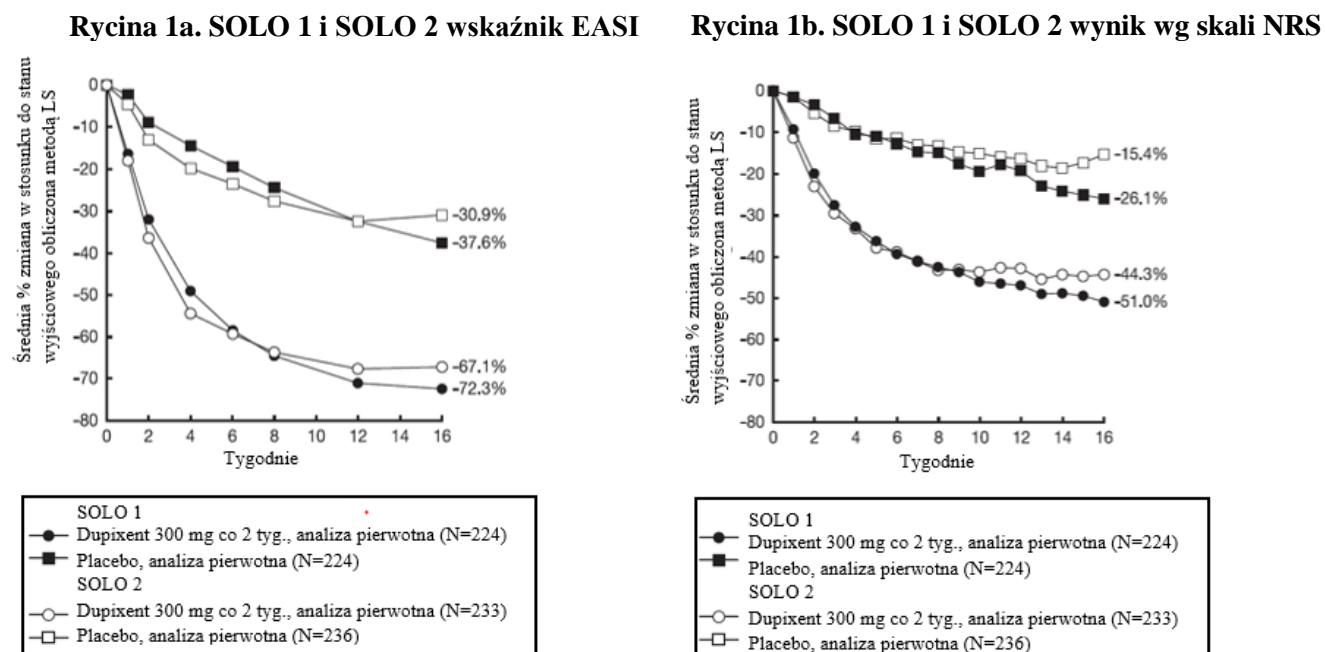 Rycina 1a. SOLO 1 i SOLO 2 wskaźnik EASI
Średnia % zmiana w stosunku do stanu
wyjściowego obliczona metodą LS
0
-10
-20
-30
-40
-50
-60
-70
-80
-30.9%
-37.6%
-67.1%
-72.3%
0 2 4 6 8 10 12 14 16
Tygodnie
SOLO 1
Dupixent 300 mg co 2 tyg., analiza pierwotna (N=224)
Placebo, analiza pierwotna (N=224)
SOLO 2
Dupixent 300 mg co 2 tyg., analiza pierwotna (N=233)
Placebo, analiza pierwotna (N=236)
Rycina 1b. SOLO 1 i SOLO 2 wynik wg skali NRS
Średnia % zmiana w stosunku do stanu
wyjściowego obliczona metodą LS
0
-10
-20
-30
-40
-50
-60
-70
-80
-15.4%
-26.1%
-44.3%
-51.0%
0 2 4 6 8 10 12 14 16
Tygodnie
SOLO 1
Dupixent 300 mg co 2 tyg., analiza pierwotna (N=224)
Placebo, analiza pierwotna (N=224)
SOLO 2
Dupixent 300 mg co 2 tyg., analiza pierwotna (N=233)
Placebo, analiza pierwotna (N=236)